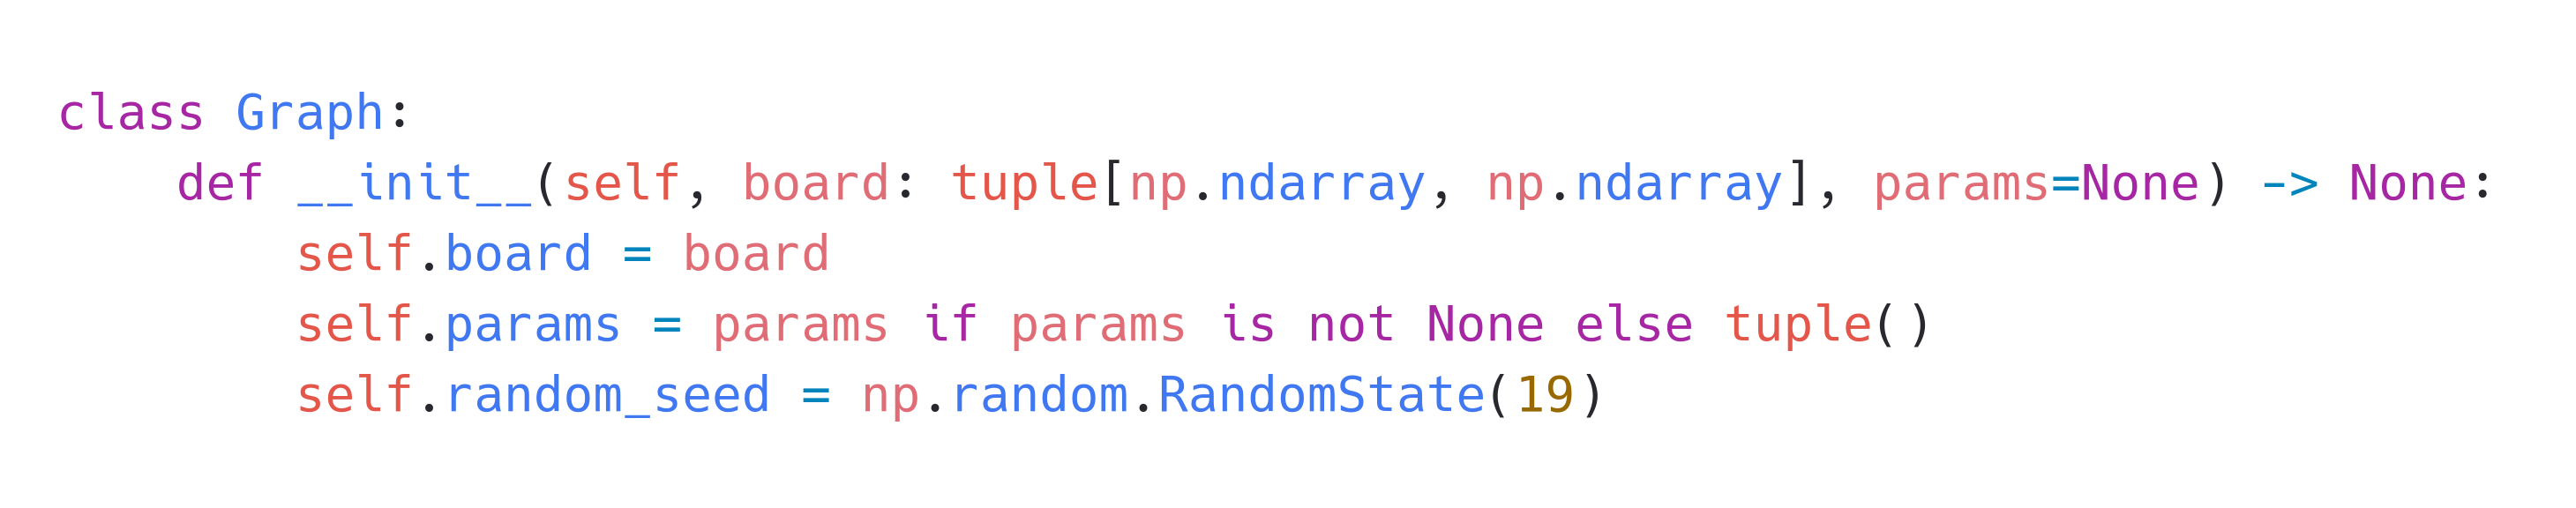 class Graph:
    def __init__(self, board: tuple[np.ndarray, np.ndarray], params=None) -> None:
        self.board = board
        self.params = params if params is not None else tuple()
        self.random_seed = np.random.RandomState(19)